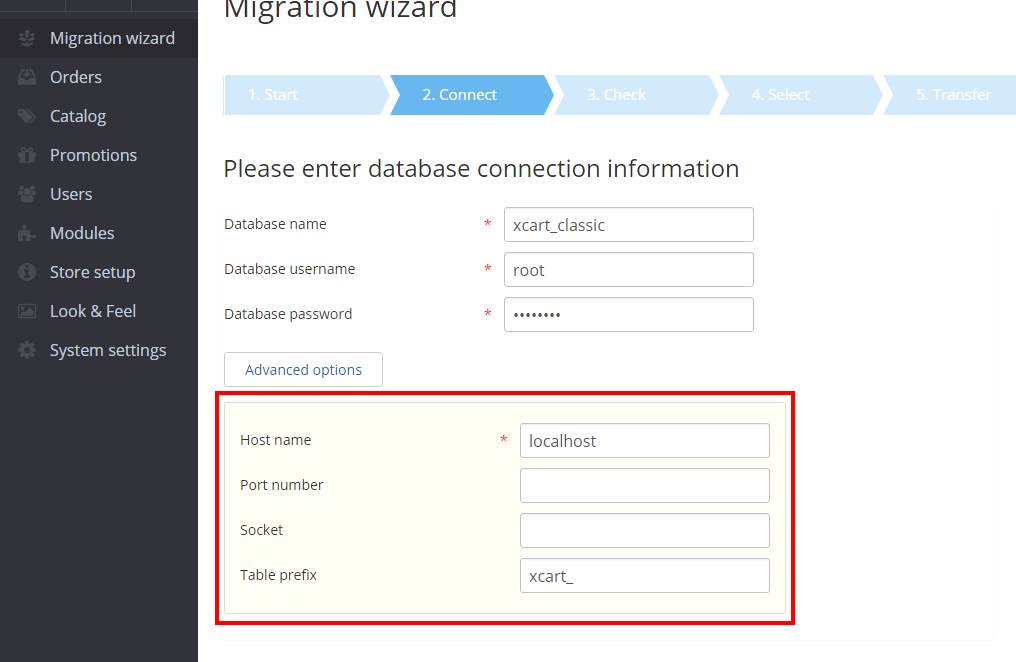 Migration wizard
Migration wizard
Orders
Catalog
Promotions
Users
Modules
Store setup
Look & Feel
System settings
1. Start
2. Connect
3. Check
4. Select
5. Transfer
Please enter database connection information
Database name * xcart_classic
Database username * root
Database password * ••••••••
Advanced options
Host name * localhost
Port number
Socket
Table prefix xcart_